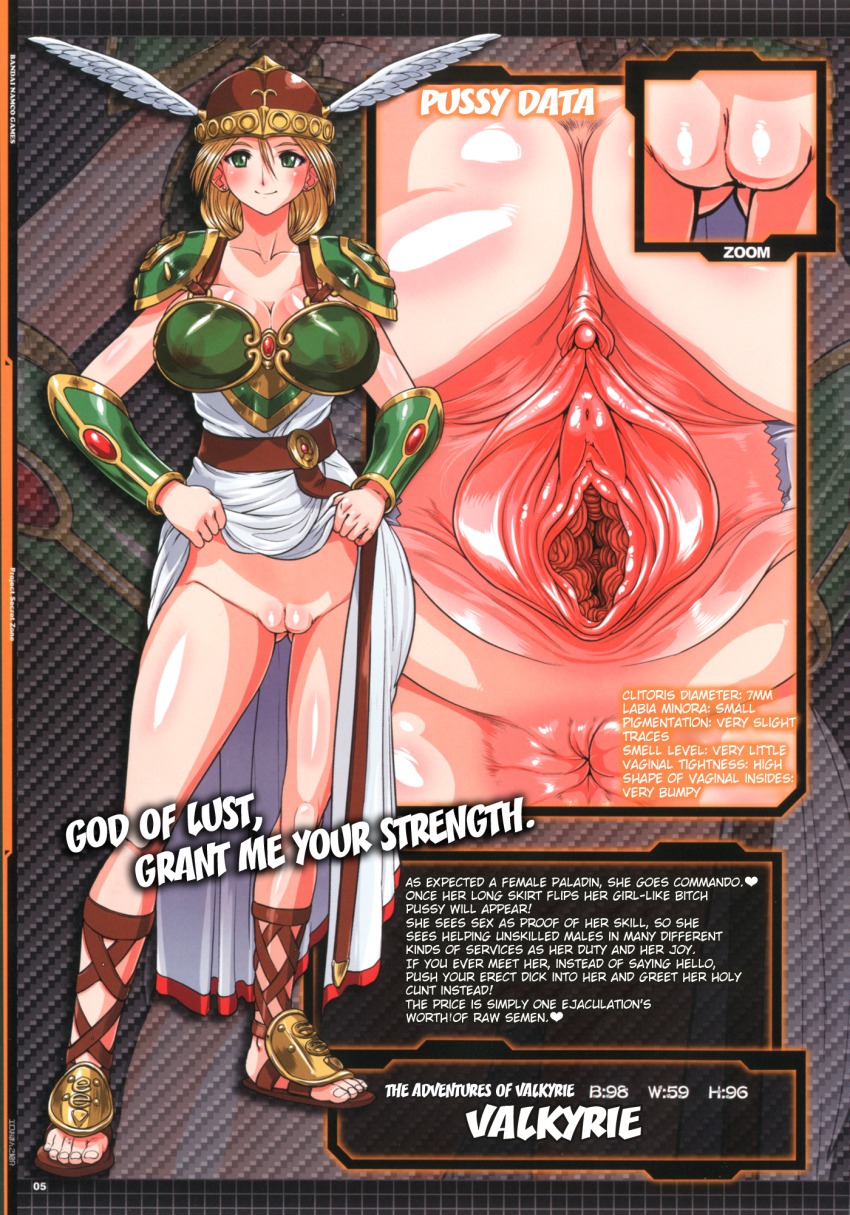 BANDAI NAMCO GAMES
PUSSY DATA
ZOOM
Project Secret Zone
CLITORIS DIAMETER: 7MM
LABIA MINORA: SMALL
PIGMENTATION: VERY SLIGHT
TRACES
SMELL LEVEL: VERY LITTLE
VAGINAL TIGHTNESS: HIGH
SHAPE OF VAGINAL INSIDES:
VERY BUMPY
GOD OF LUST,
GRANT ME YOUR STRENGTH.
AS EXPECTED A FEMALE PALADIN, SHE GOES COMMANDO.♥
ONCE HER LONG SKIRT FLIPS HER GIRL-LIKE BITCH
PUSSY WILL APPEAR!
SHE SEES SEX AS PROOF OF HER SKILL, SO SHE
SEES HELPING UNSKILLED MALES IN MANY DIFFERENT
KINDS OF SERVICES AS HER DUTY AND HER JOY.
IF YOU EVER MEET HER, INSTEAD OF SAYING HELLO,
PUSH YOUR ERECT DICK INTO HER AND GREET HER HOLY
CUNT INSTEAD!
THE PRICE IS SIMPLY ONE EJACULATION'S
WORTH!OF RAW SEMEN.♥
THE ADVENTURES OF VALKYRIE B:98 W:59 H:96
VALKYRIE
05